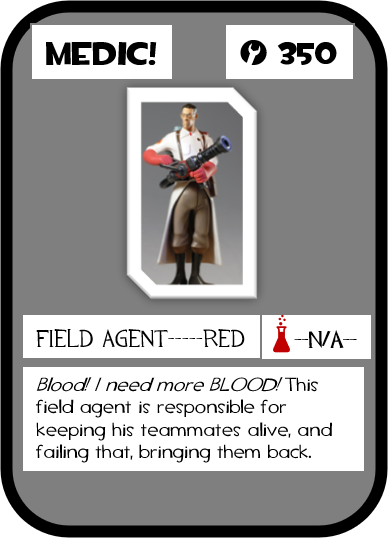 MEDIC!
350
FIELD AGENT-----RED
--N/A--
Blood! I need more BLOOD! This
field agent is responsible for
keeping his teammates alive, and
failing that, bringing them back.